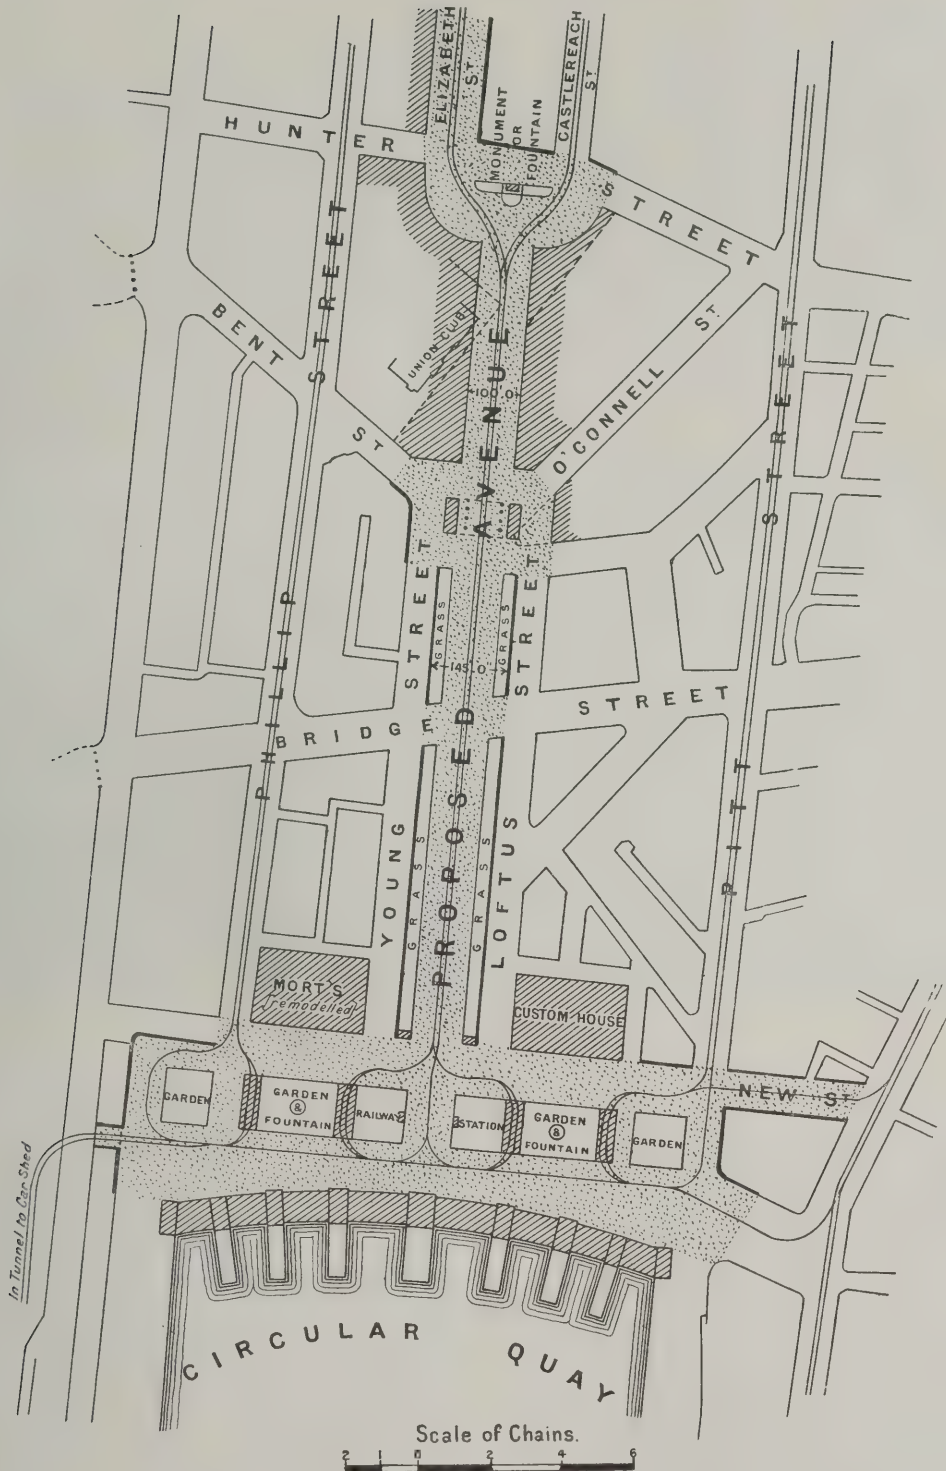 ELIZABETH ST
CASTLEREACH ST
MONUMENT
OR
FOUNTAIN
HUNTER STREET
PHILLIP STREET
BENT ST
UNION CLUB
100.0
O'CONNELL ST
PROPOSED AVENUE
GRASS
GRASS
145.0
YOUNG STREET
LOFTUS STREET
BRIDGE STREET
PITT STREET
GRASS
GRASS
MORT'S
remodelled
CUSTOM HOUSE
NEW ST
GARDEN
GARDEN
&
FOUNTAIN
RAILWAY
STATION
GARDEN
&
FOUNTAIN
GARDEN
In Tunnel to Car Shed
CIRCULAR QUAY
Scale of Chains.
2 1 0 2 4 6